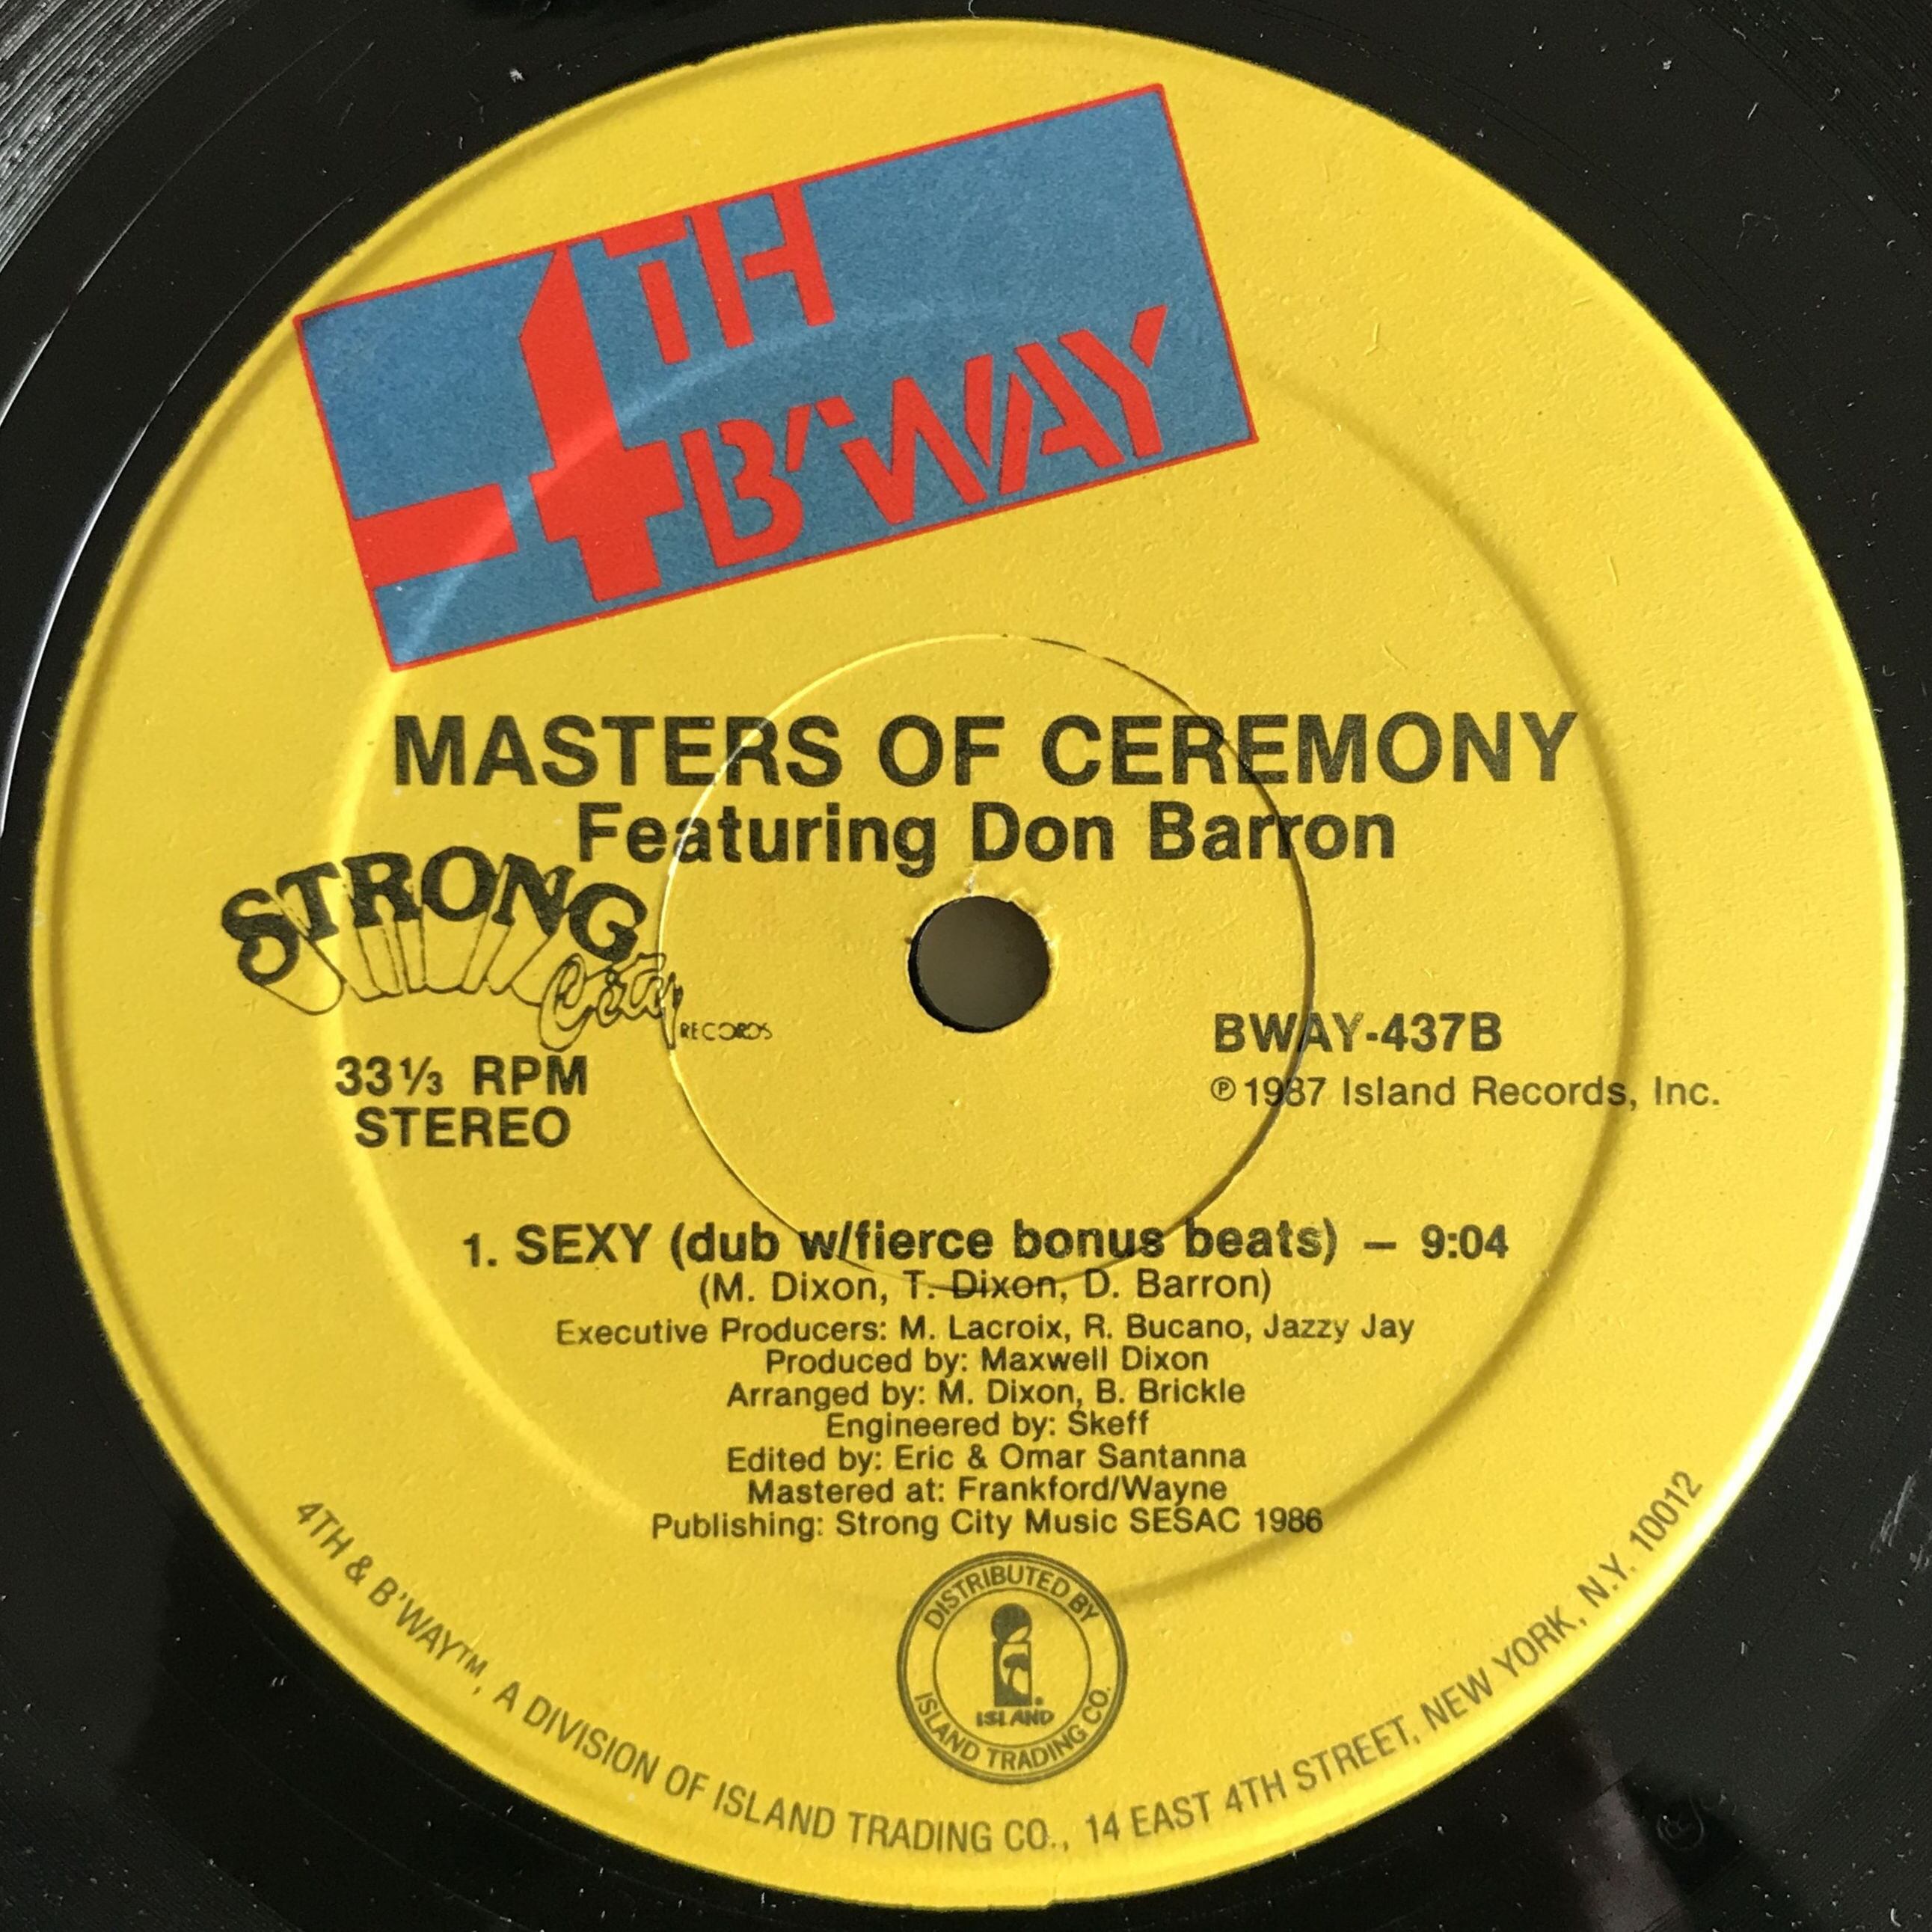 4TH
B'WAY
MASTERS OF CEREMONY
Featuring Don Barron
STRONG
City
RECORDS
33⅓ RPM
STEREO
BWAY-437B
℗ 1987 Island Records, Inc.
1. SEXY (dub w/fierce bonus beats) — 9:04
(M. Dixon, T. Dixon, D. Barron)
Executive Producers: M. Lacroix, R. Bucano, Jazzy Jay
Produced by: Maxwell Dixon
Arranged by: M. Dixon, B. Brickle
Engineered by: Skeff
Edited by: Eric & Omar Santanna
Mastered at: Frankford/Wayne
Publishing: Strong City Music SESAC 1986
DISTRIBUTED BY
ISLAND
ISLAND TRADING CO.
4TH & B'WAY™, A DIVISION OF ISLAND TRADING CO., 14 EAST 4TH STREET, NEW YORK, N.Y. 10012